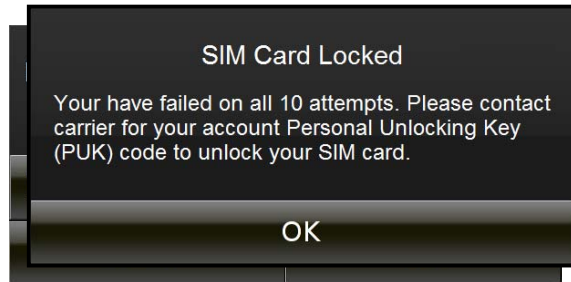 SIM Card Locked
Your have failed on all 10 attempts. Please contact
carrier for your account Personal Unlocking Key
(PUK) code to unlock your SIM card.
OK